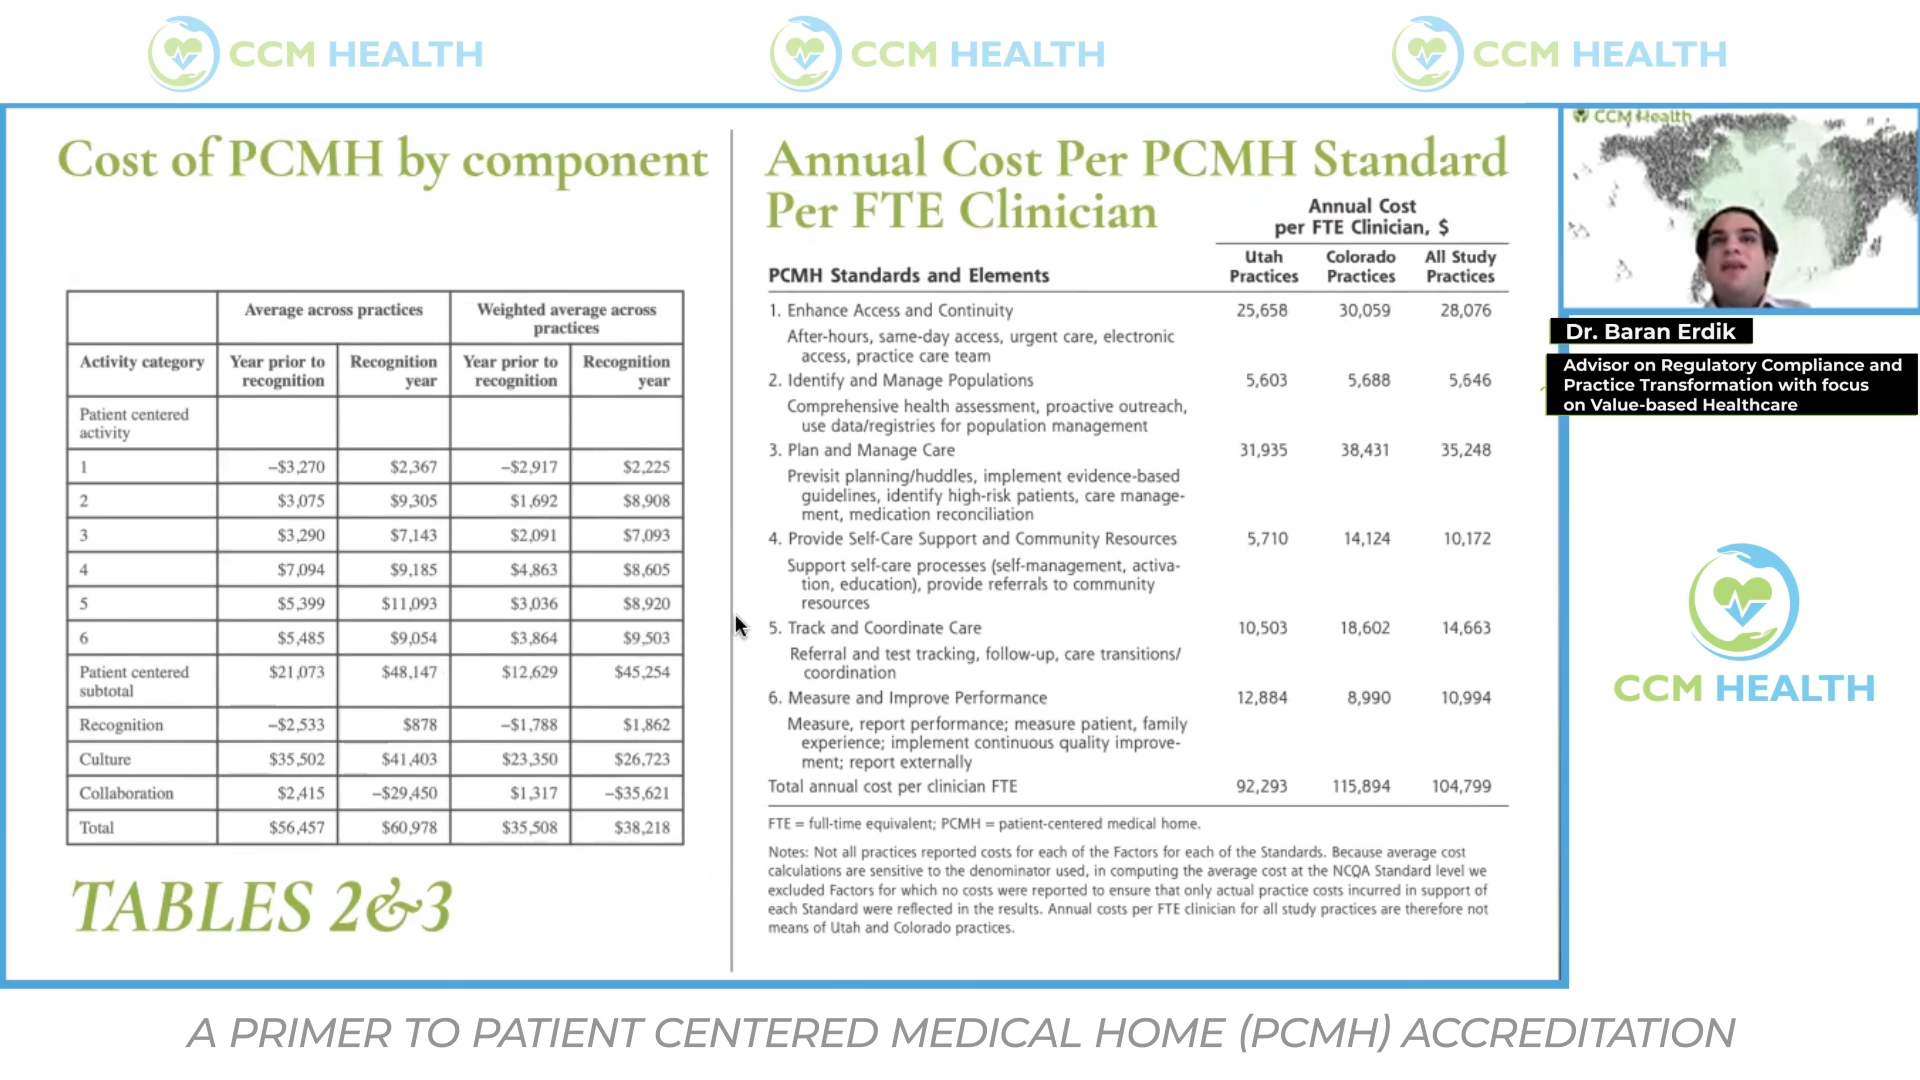 CCM HEALTH
CCM HEALTH
CCM HEALTH
Cost of PCMH by component
Average across practices
Weighted average across practices
Activity category | Year prior to recognition | Recognition year | Year prior to recognition | Recognition year
Patient centered activity
1 | –$3,270 | $2,367 | –$2,917 | $2,225
2 | $3,075 | $9,305 | $1,692 | $8,908
3 | $3,290 | $7,143 | $2,091 | $7,093
4 | $7,094 | $9,185 | $4,863 | $8,605
5 | $5,399 | $11,093 | $3,036 | $8,920
6 | $5,485 | $9,054 | $3,864 | $9,503
Patient centered subtotal | $21,073 | $48,147 | $12,629 | $45,254
Recognition | –$2,533 | $878 | –$1,788 | $1,862
Culture | $35,502 | $41,403 | $23,350 | $26,723
Collaboration | $2,415 | –$29,450 | $1,317 | –$35,621
Total | $56,457 | $60,978 | $35,508 | $38,218
TABLES 2&3
Annual Cost Per PCMH Standard
Per FTE Clinician
Annual Cost
per FTE Clinician, $
PCMH Standards and Elements | Utah Practices | Colorado Practices | All Study Practices
1. Enhance Access and Continuity 25,658 30,059 28,076
After-hours, same-day access, urgent care, electronic
access, practice care team
2. Identify and Manage Populations 5,603 5,688 5,646
Comprehensive health assessment, proactive outreach,
use data/registries for population management
3. Plan and Manage Care 31,935 38,431 35,248
Previsit planning/huddles, implement evidence-based
guidelines, identify high-risk patients, care manage-
ment, medication reconciliation
4. Provide Self-Care Support and Community Resources 5,710 14,124 10,172
Support self-care processes (self-management, activa-
tion, education), provide referrals to community
resources
5. Track and Coordinate Care 10,503 18,602 14,663
Referral and test tracking, follow-up, care transitions/
coordination
6. Measure and Improve Performance 12,884 8,990 10,994
Measure, report performance; measure patient, family
experience; implement continuous quality improve-
ment; report externally
Total annual cost per clinician FTE 92,293 115,894 104,799
FTE = full-time equivalent; PCMH = patient-centered medical home.
Notes: Not all practices reported costs for each of the Factors for each of the Standards. Because average cost
calculations are sensitive to the denominator used, in computing the average cost at the NCQA Standard level we
excluded Factors for which no costs were reported to ensure that only actual practice costs incurred in support of
each Standard were reflected in the results. Annual costs per FTE clinician for all study practices are therefore not
means of Utah and Colorado practices.
CCM Health
Dr. Baran Erdik
Advisor on Regulatory Compliance and
Practice Transformation with focus
on Value-based Healthcare
CCM HEALTH
A PRIMER TO PATIENT CENTERED MEDICAL HOME (PCMH) ACCREDITATION